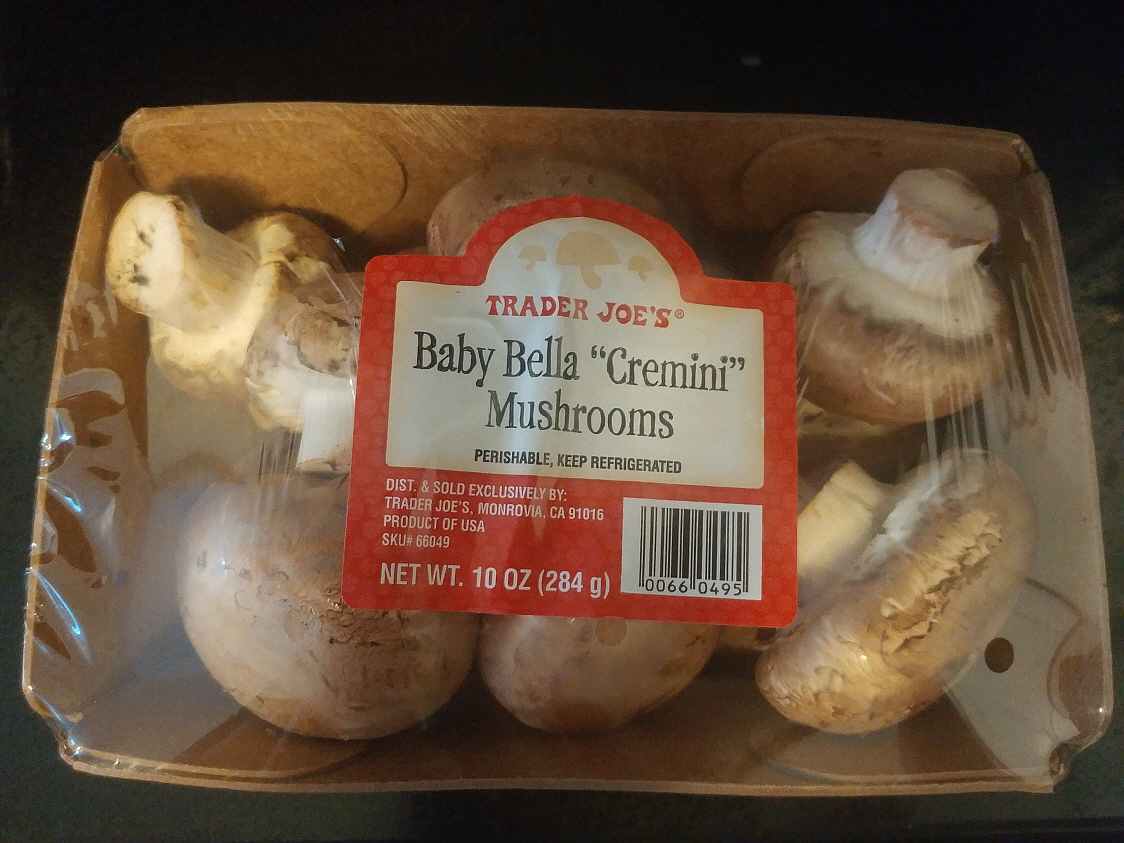 TRADER JOE'S®
Baby Bella “Cremini”
Mushrooms
PERISHABLE, KEEP REFRIGERATED
DIST. & SOLD EXCLUSIVELY BY:
TRADER JOE'S, MONROVIA, CA 91016
PRODUCT OF USA
SKU# 66049
NET WT. 10 OZ (284 g)
0066 0495